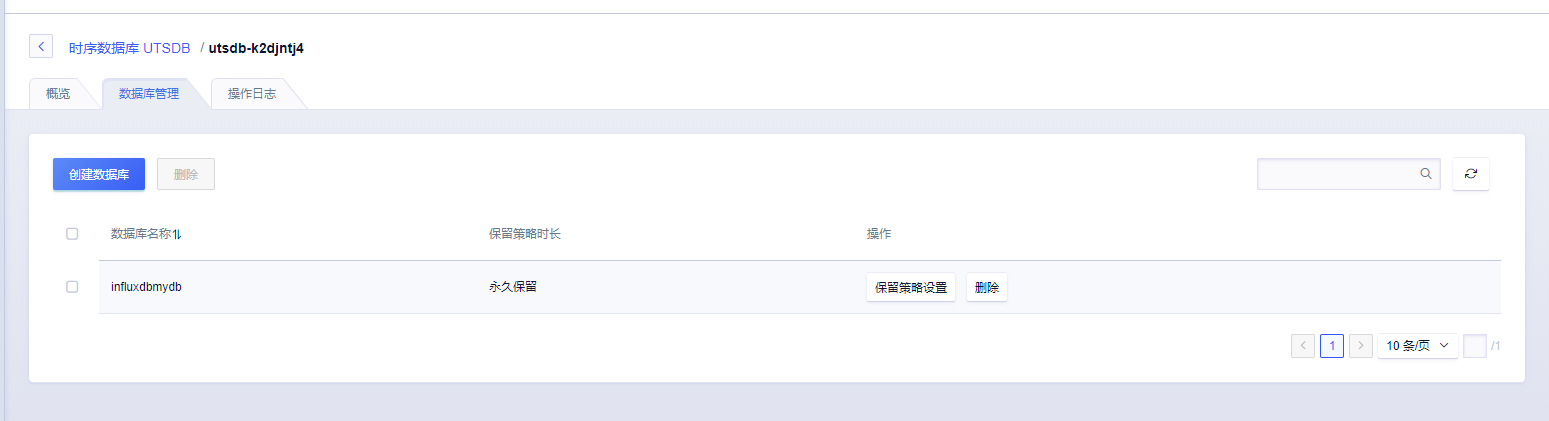 时序数据库 UTSDB / utsdb-k2djntj4
概览 数据库管理 操作日志
创建数据库 删除
数据库名称 保留策略时长 操作
influxdbmydb 永久保留 保留策略设置 删除
1 10 条/页 /1